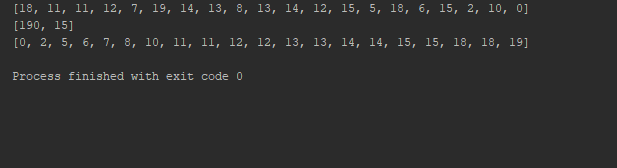 [18, 11, 11, 12, 7, 19, 14, 13, 8, 13, 14, 12, 15, 5, 18, 6, 15, 2, 10, 0]
[190, 15]
[0, 2, 5, 6, 7, 8, 10, 11, 11, 12, 12, 13, 13, 14, 14, 15, 15, 18, 18, 19]
Process finished with exit code 0